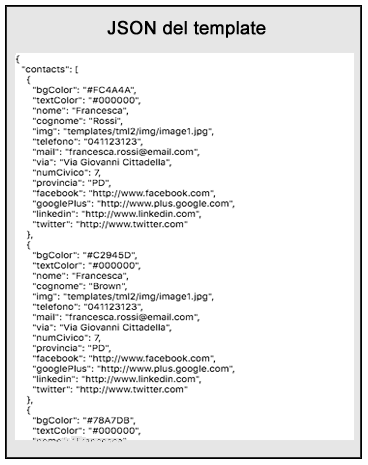 JSON del template
{
"contacts": [
{
"bgColor": "#FC4A4A",
"textColor": "#000000",
"nome": "Francesca",
"cognome": "Rossi",
"img": "templates/tml2/img/image1.jpg",
"telefono": "041123123",
"mail": "francesca.rossi@email.com",
"via": "Via Giovanni Cittadella",
"numCivico": 7,
"provincia": "PD",
"facebook": "http://www.facebook.com",
"googlePlus": "http://www.plus.google.com",
"linkedin": "http://www.linkedin.com",
"twitter": "http://www.twitter.com"
},
{
"bgColor": "#C2945D",
"textColor": "#000000",
"nome": "Francesca",
"cognome": "Brown",
"img": "templates/tml2/img/image1.jpg",
"telefono": "041123123",
"mail": "francesca.rossi@email.com",
"via": "Via Giovanni Cittadella",
"numCivico": 7,
"provincia": "PD",
"facebook": "http://www.facebook.com",
"googlePlus": "http://www.plus.google.com",
"linkedin": "http://www.linkedin.com",
"twitter": "http://www.twitter.com"
},
{
"bgColor": "#78A7DB",
"textColor": "#000000",